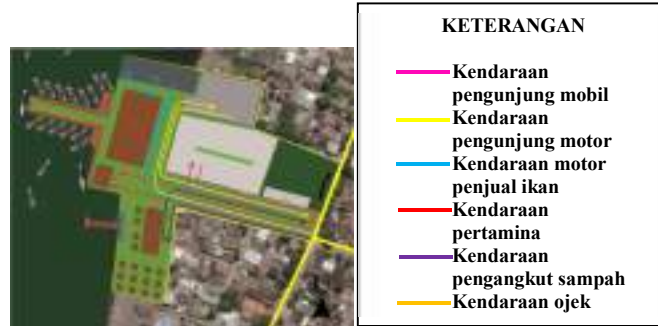 KETERANGAN
Kendaraan
pengunjung mobil
Kendaraan
pengunjung motor
Kendaraan motor
penjual ikan
Kendaraan
pertamina
Kendaraan
pengangkut sampah
Kendaraan ojek